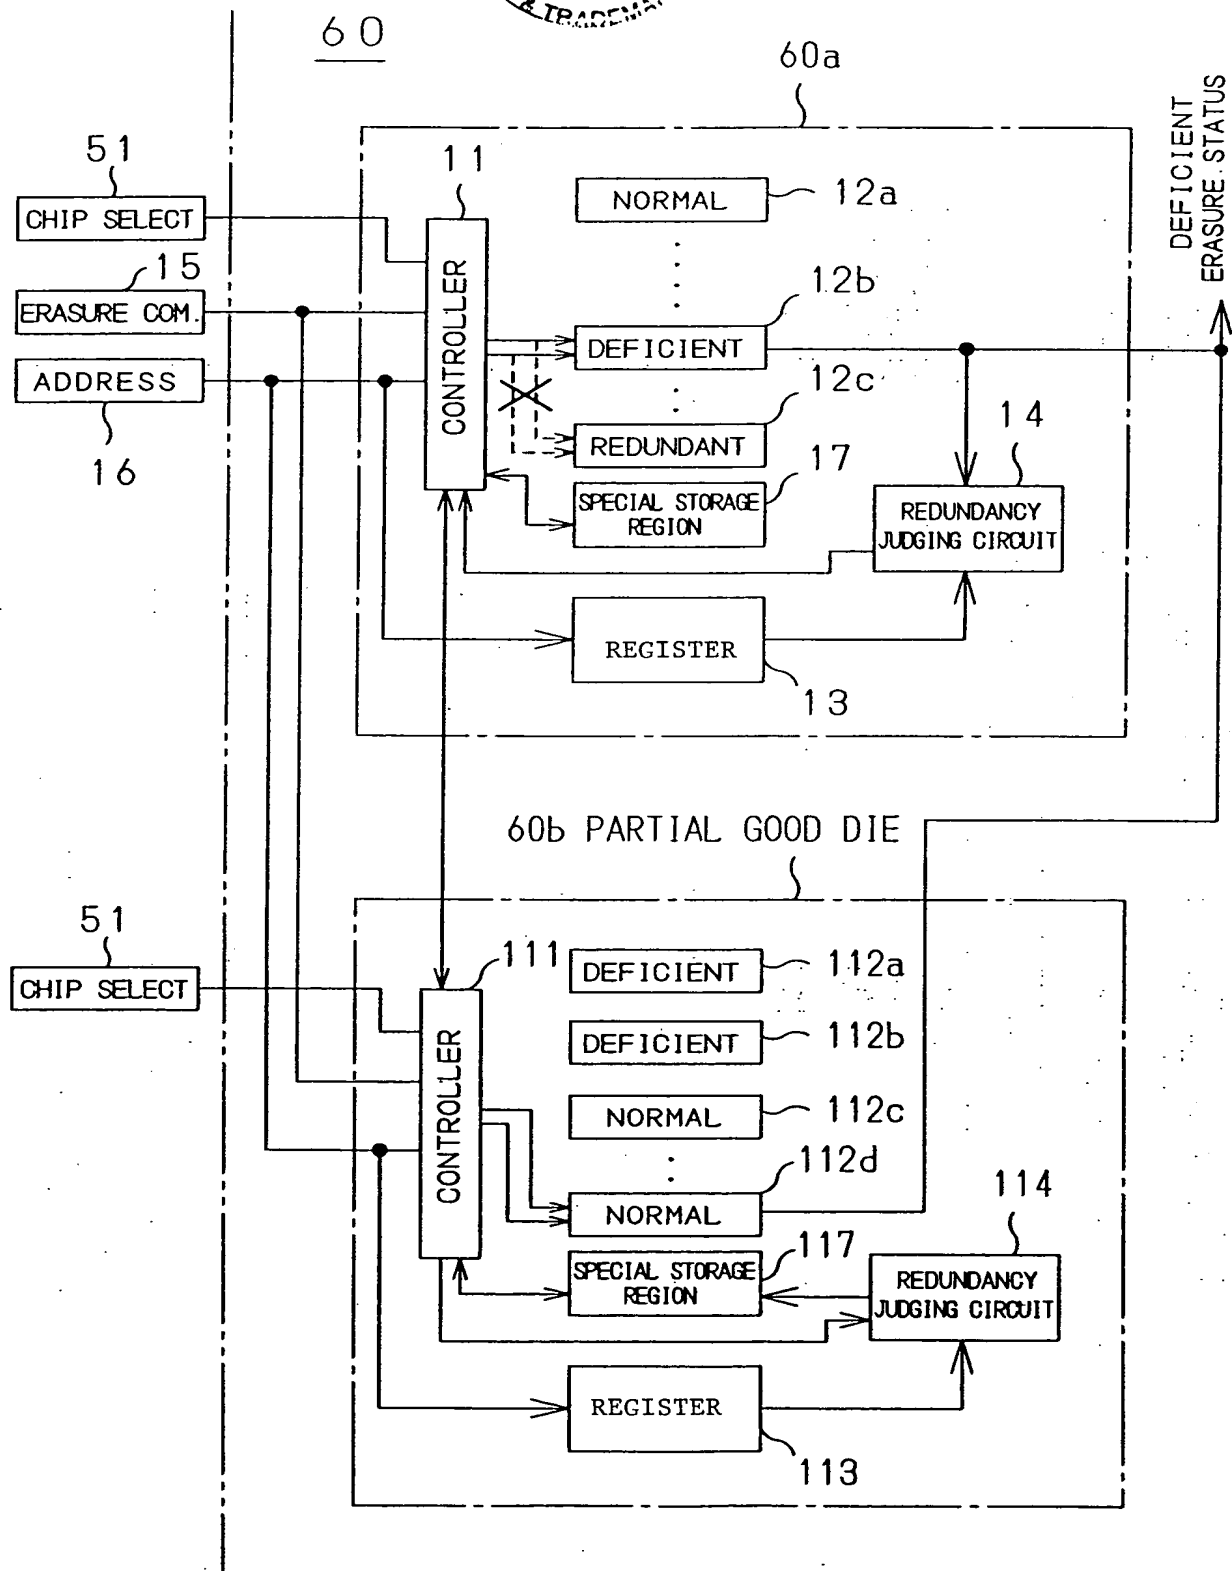 & TRADEMA
60
60a
DEFICIENT
ERASURE STATUS
51
CHIP SELECT
11
CONTROLLER
NORMAL
12a
15
ERASURE COM.
12b
DEFICIENT
ADDRESS
16
12c
REDUNDANT
14
17
SPECIAL STORAGE
REGION
REDUNDANCY
JUDGING CIRCUIT
REGISTER
13
60b PARTIAL GOOD DIE
51
CHIP SELECT
111
CONTROLLER
DEFICIENT
112a
DEFICIENT
112b
NORMAL
112c
112d
NORMAL
114
117
SPECIAL STORAGE
REGION
REDUNDANCY
JUDGING CIRCUIT
REGISTER
113